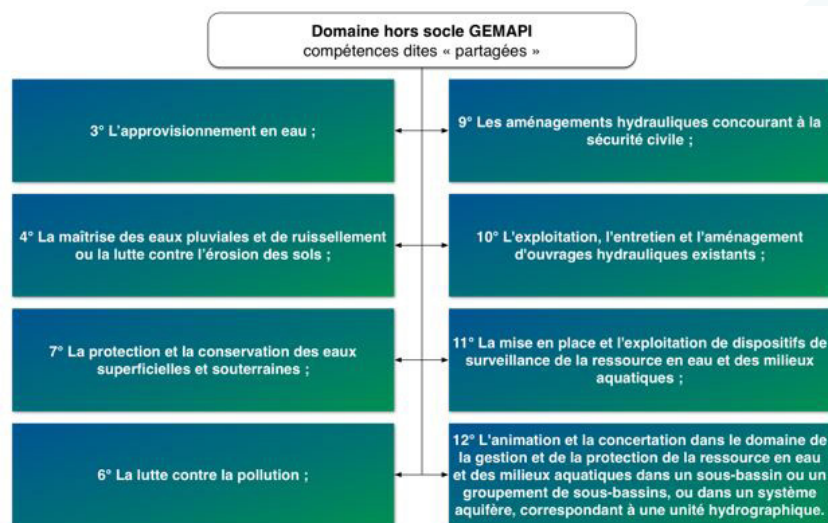 Domaine hors socle GEMAPI
compétences dites « partagées »
3° L'approvisionnement en eau ;
4° La maîtrise des eaux pluviales et de ruissellement
ou la lutte contre l'érosion des sols ;
7° La protection et la conservation des eaux
superficielles et souterraines ;
6° La lutte contre la pollution ;
9° Les aménagements hydrauliques concourant à la
sécurité civile ;
10° L'exploitation, l'entretien et l'aménagement
d'ouvrages hydrauliques existants ;
11° La mise en place et l'exploitation de dispositifs de
surveillance de la ressource en eau et des milieux
aquatiques ;
12° L'animation et la concertation dans le domaine de
la gestion et de la protection de la ressource en eau
et des milieux aquatiques dans un sous-bassin ou un
groupement de sous-bassins, ou dans un système
aquifère, correspondant à une unité hydrographique.